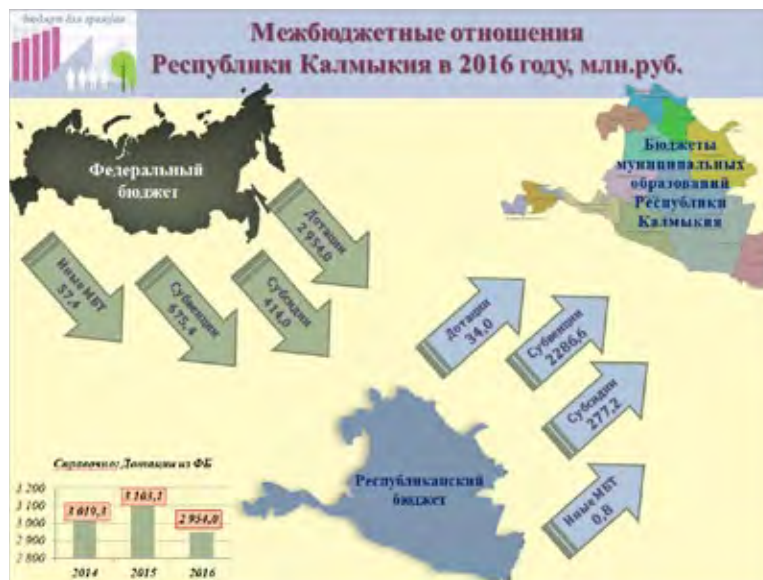 бюджет для граждан
Межбюджетные отношения
Республики Калмыкия в 2016 году, млн.руб.
Федеральный
бюджет
Бюджеты
муниципальных
образований
Республики
Калмыкия
Дотации
2 954,0
Иные МБТ
57,4
Субвенции
675,4
Субсидии
414,0
Дотации
34,0
Субвенции
2286,6
Субсидии
277,2
Иные МБТ
0,8
Республиканский
бюджет
Справочно: Дотации из ФБ
3 200
3 100
3 000
2 900
2 800
3 019,3
3 103,1
2 954,0
2014
2015
2016